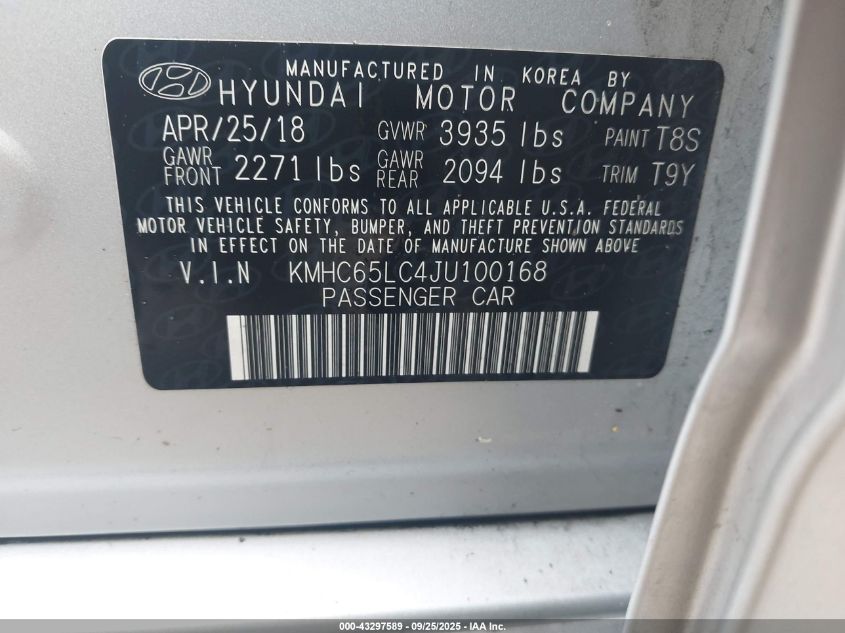 MANUFACTURED IN KOREA BY
HYUNDAI MOTOR COMPANY
APR/25/18 GVWR 3935 lbs PAINT T8S
GAWR FRONT 2271 lbs GAWR REAR 2094 lbs TRIM T9Y
THIS VEHICLE CONFORMS TO ALL APPLICABLE U.S.A. FEDERAL
MOTOR VEHICLE SAFETY, BUMPER, AND THEFT PREVENTION STANDARDS
IN EFFECT ON THE DATE OF MANUFACTURE SHOWN ABOVE
V.I.N KMHC65LC4JU100168
PASSENGER CAR
000-43297589 - 09/25/2025 - IAA Inc.